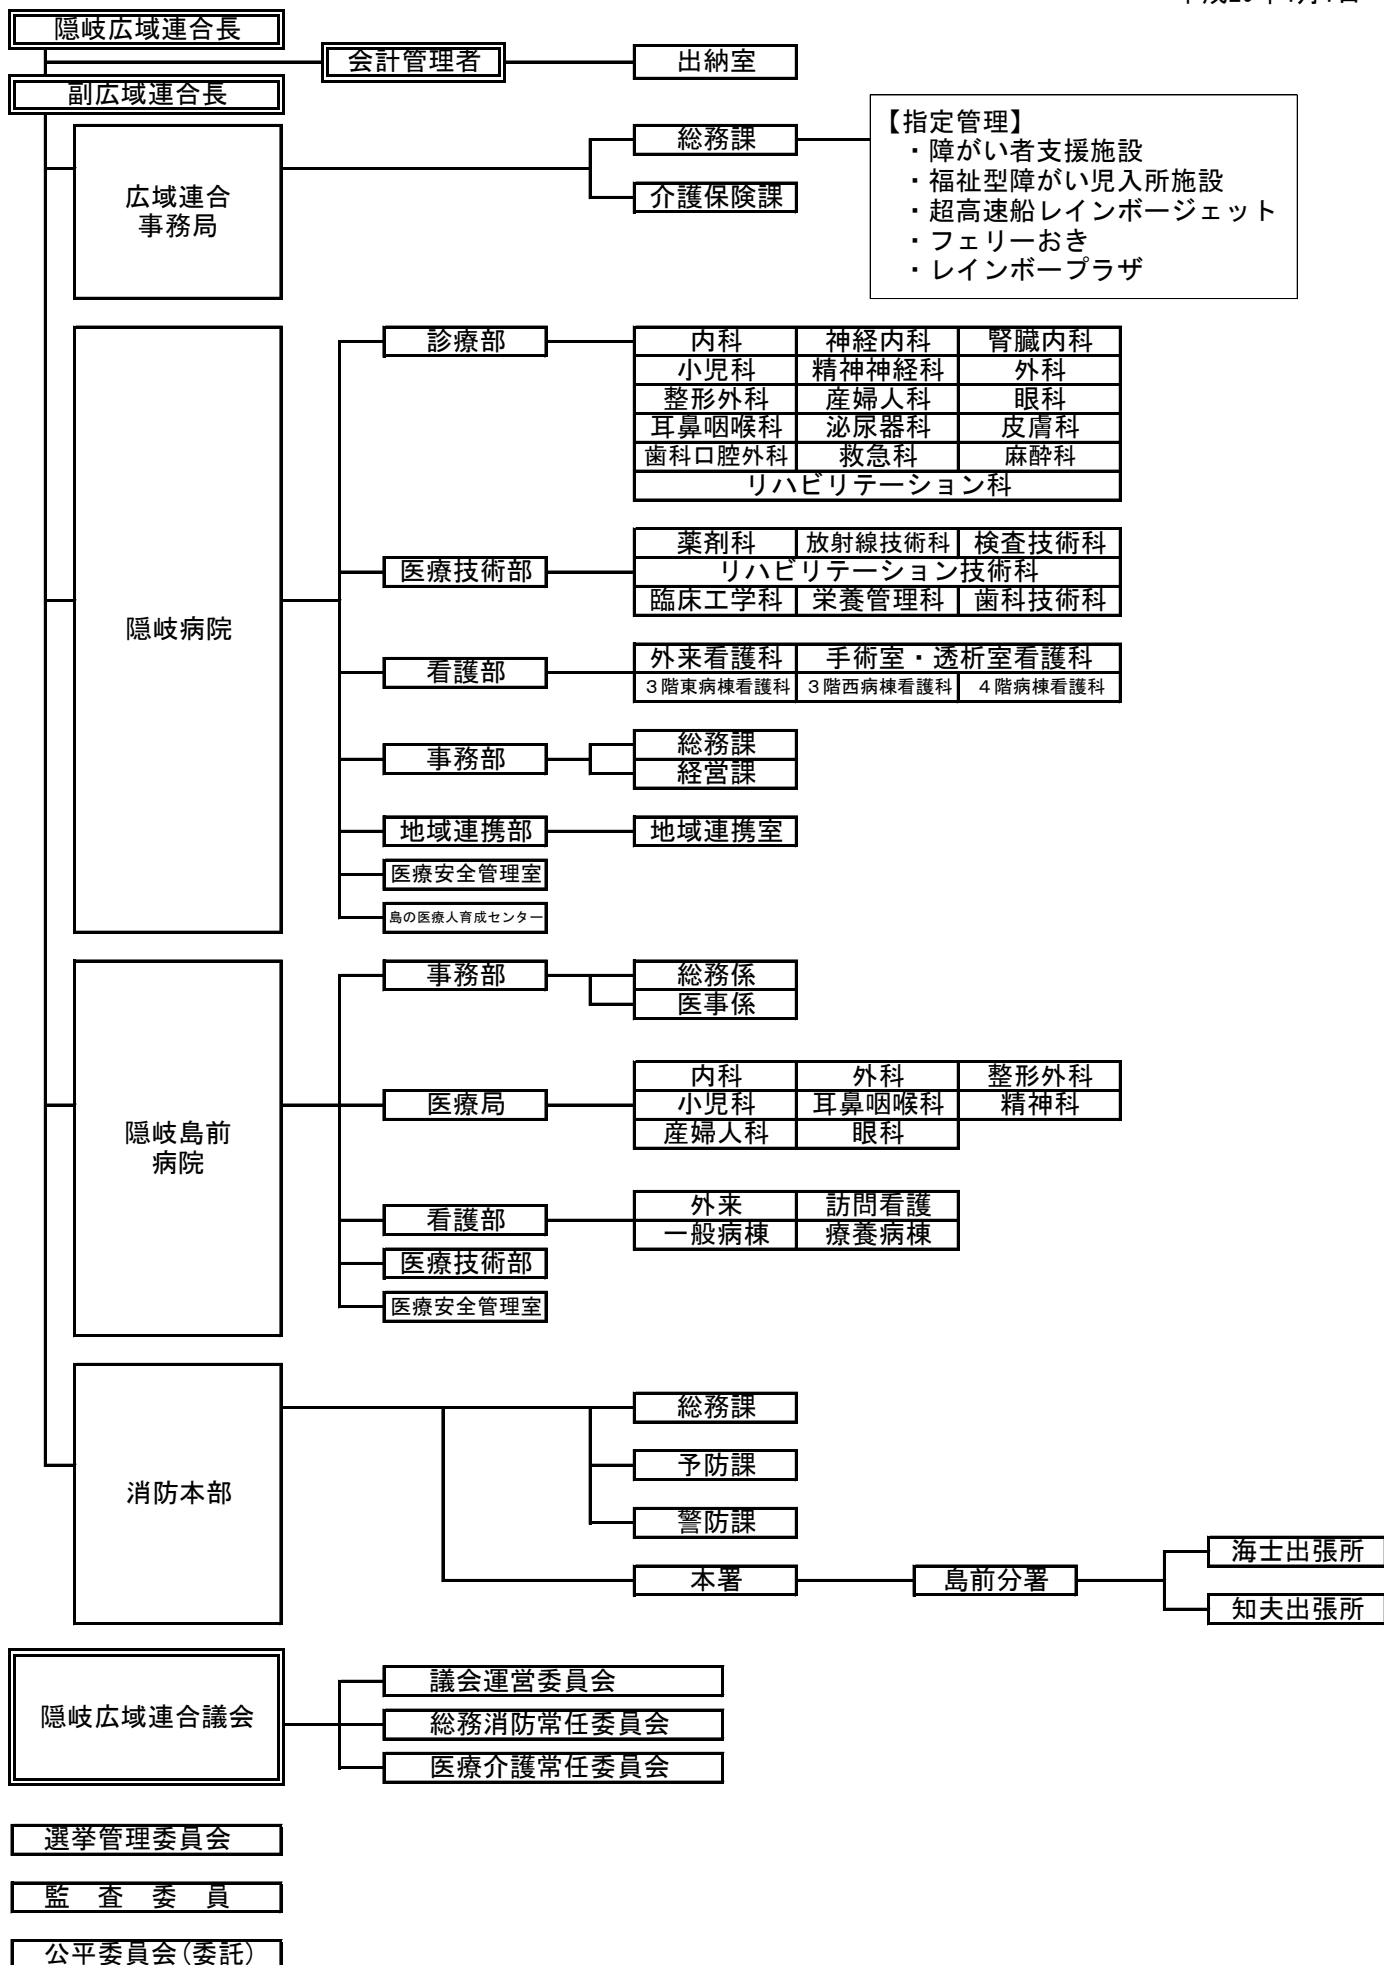 隠岐広域連合長
会計管理者
出納室
副広域連合長
広域連合
事務局
総務課
介護保険課
【指定管理】
・障がい者支援施設
・福祉型障がい児入所施設
・超高速船レインボージェット
・フェリーおき
・レインボープラザ
隠岐病院
診療部
内科 神経内科 腎臓内科
小児科 精神神経科 外科
整形外科 産婦人科 眼科
耳鼻咽喉科 泌尿器科 皮膚科
歯科口腔外科 救急科 麻酔科
リハビリテーション科
医療技術部
薬剤科 放射線技術科 検査技術科
リハビリテーション技術科
臨床工学科 栄養管理科 歯科技術科
看護部
外来看護科 手術室・透析室看護科
３階東病棟看護科 ３階西病棟看護科 ４階病棟看護科
事務部
総務課
経営課
地域連携部
地域連携室
医療安全管理室
島の医療人育成センター
隠岐島前
病院
事務部
総務係
医事係
医療局
内科 外科 整形外科
小児科 耳鼻咽喉科 精神科
産婦人科 眼科
看護部
外来 訪問看護
一般病棟 療養病棟
医療技術部
医療安全管理室
消防本部
総務課
予防課
警防課
本署
島前分署
海士出張所
知夫出張所
隠岐広域連合議会
議会運営委員会
総務消防常任委員会
医療介護常任委員会
選挙管理委員会
監査委員
公平委員会(委託)